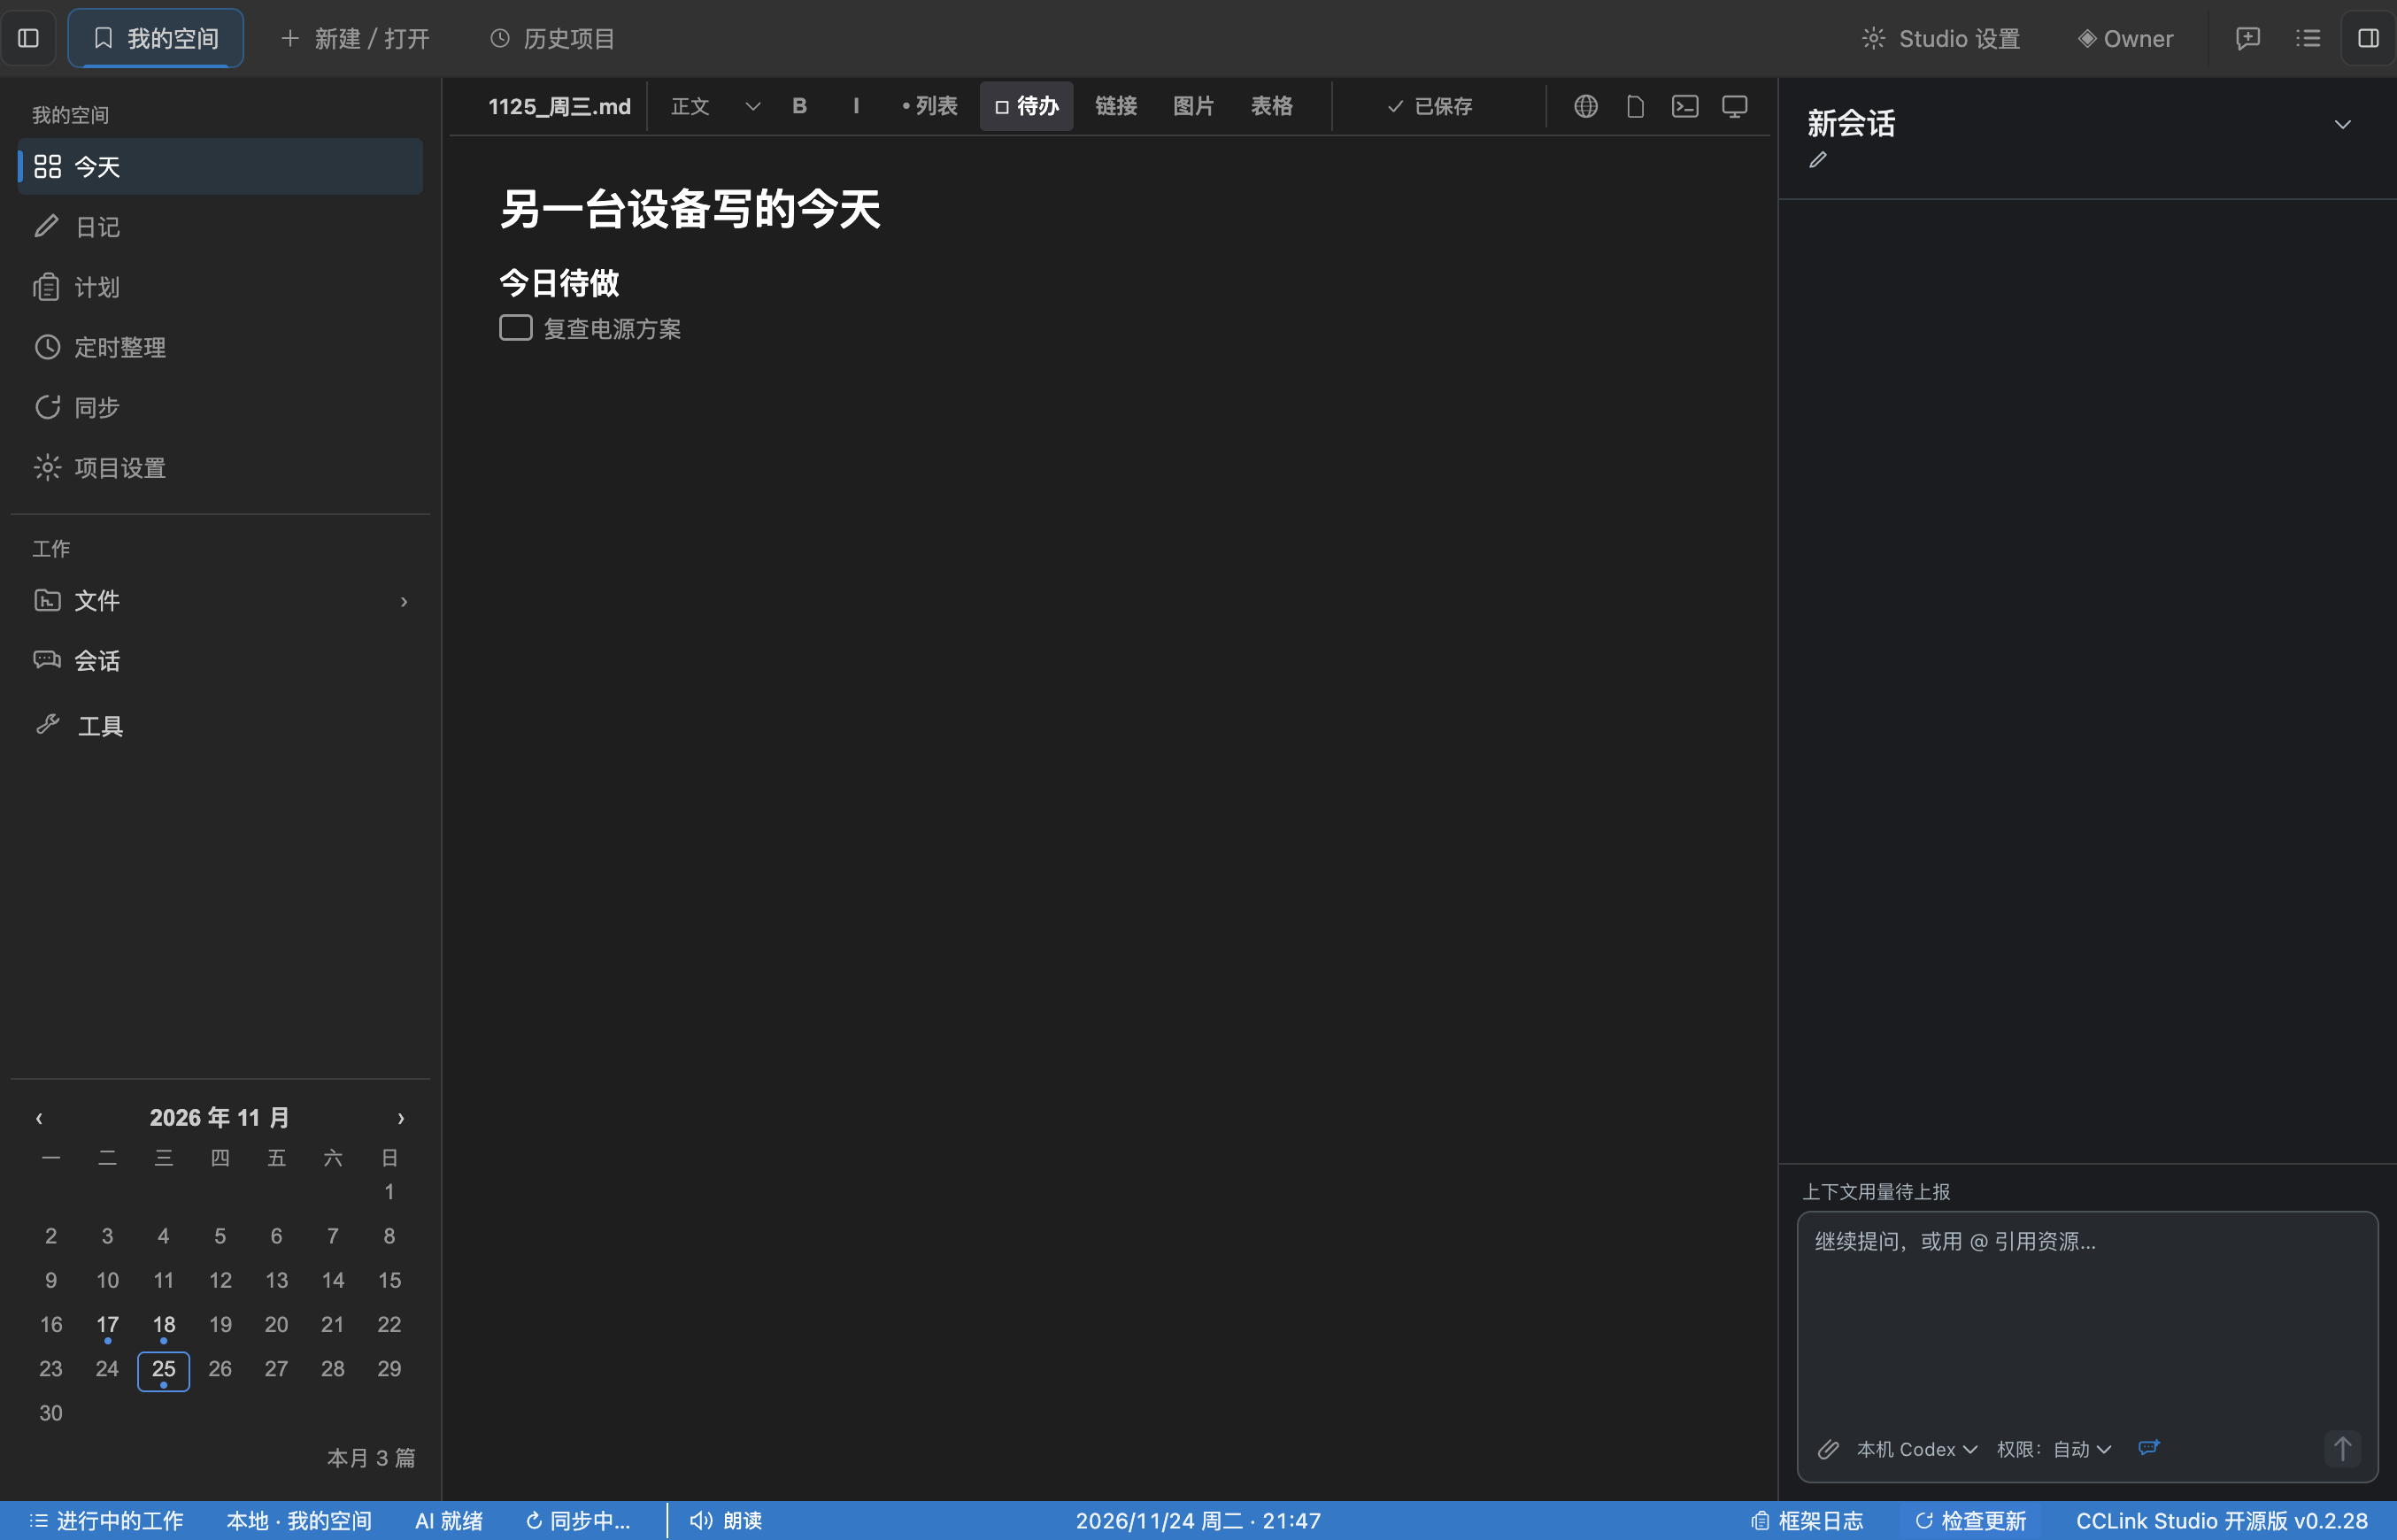 我的空间
新建 / 打开
历史项目
Studio 设置
Owner
我的空间
今天
日记
计划
定时整理
同步
项目设置
工作
文件
会话
工具
2026 年 11 月
一 二 三 四 五 六 日
1
2 3 4 5 6 7 8
9 10 11 12 13 14 15
16 17 18 19 20 21 22
23 24 25 26 27 28 29
30
本月 3 篇
1125_周三.md 正文 B I • 列表 待办 链接 图片 表格 已保存
另一台设备写的今天
今日待做
复查电源方案
新会话
上下文用量待上报
继续提问，或用 @ 引用资源...
本机 Codex 权限：自动
进行中的工作 本地 · 我的空间 AI 就绪 同步中... 朗读 2026/11/24 周二 · 21:47 框架日志 检查更新 CCLink Studio 开源版 v0.2.28